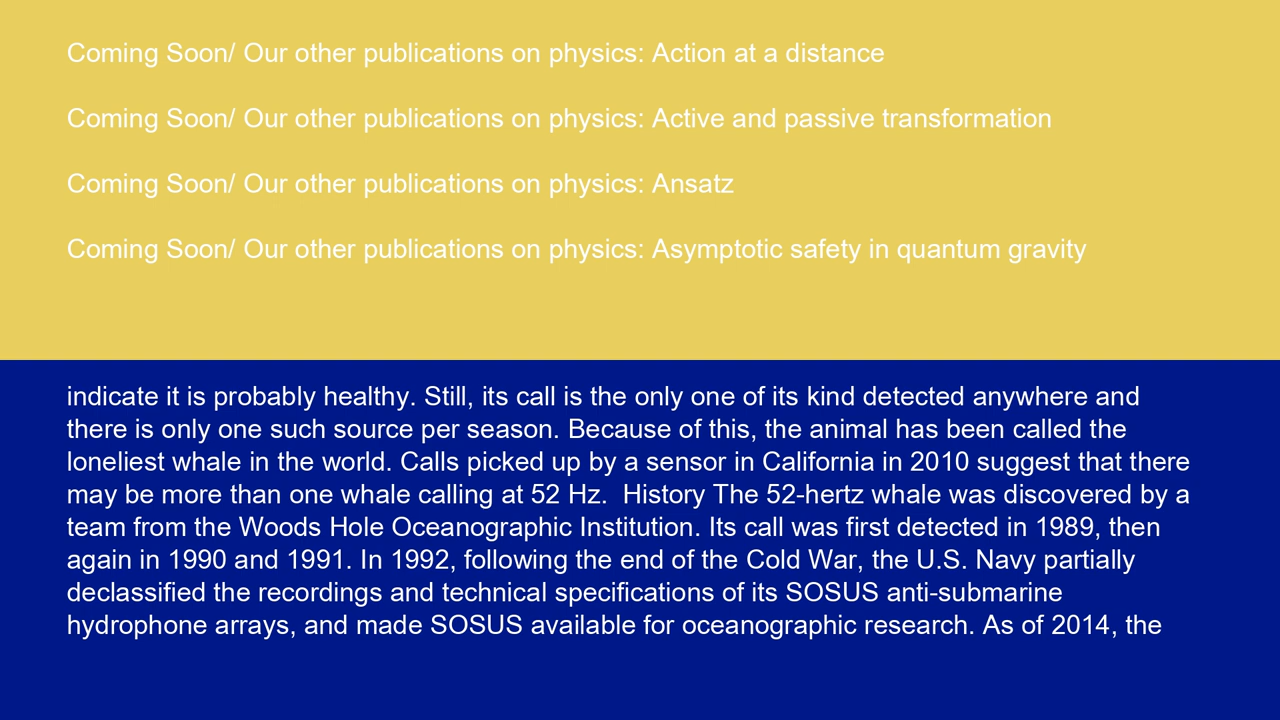 Coming Soon/ Our other publications on physics: Action at a distance
Coming Soon/ Our other publications on physics: Active and passive transformation
Coming Soon/ Our other publications on physics: Ansatz
Coming Soon/ Our other publications on physics: Asymptotic safety in quantum gravity
indicate it is probably healthy. Still, its call is the only one of its kind detected anywhere and
there is only one such source per season. Because of this, the animal has been called the
loneliest whale in the world. Calls picked up by a sensor in California in 2010 suggest that there
may be more than one whale calling at 52 Hz.  History The 52-hertz whale was discovered by a
team from the Woods Hole Oceanographic Institution. Its call was first detected in 1989, then
again in 1990 and 1991. In 1992, following the end of the Cold War, the U.S. Navy partially
declassified the recordings and technical specifications of its SOSUS anti-submarine
hydrophone arrays, and made SOSUS available for oceanographic research. As of 2014, the